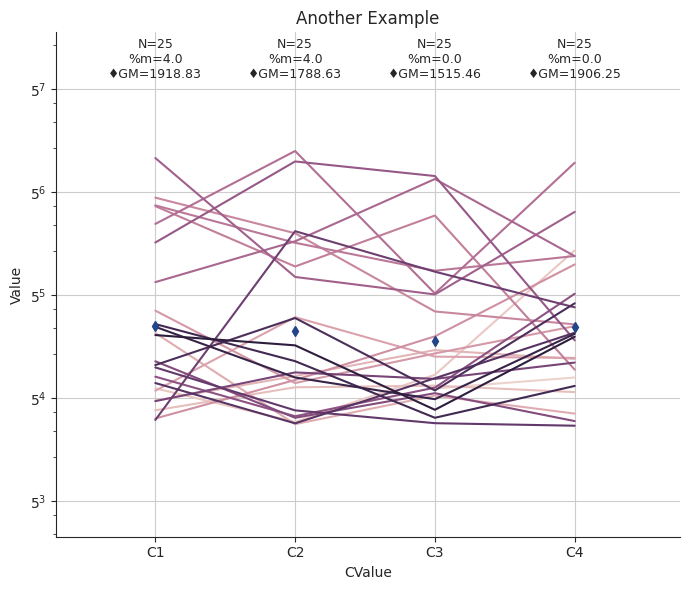 Another Example
N=25 N=25 N=25 N=25
%m=4.0 %m=4.0 %m=0.0 %m=0.0
♦GM=1918.83 ♦GM=1788.63 ♦GM=1515.46 ♦GM=1906.25
5⁷
5⁶
5⁵
5⁴
5³
Value
C1 C2 C3 C4
CValue